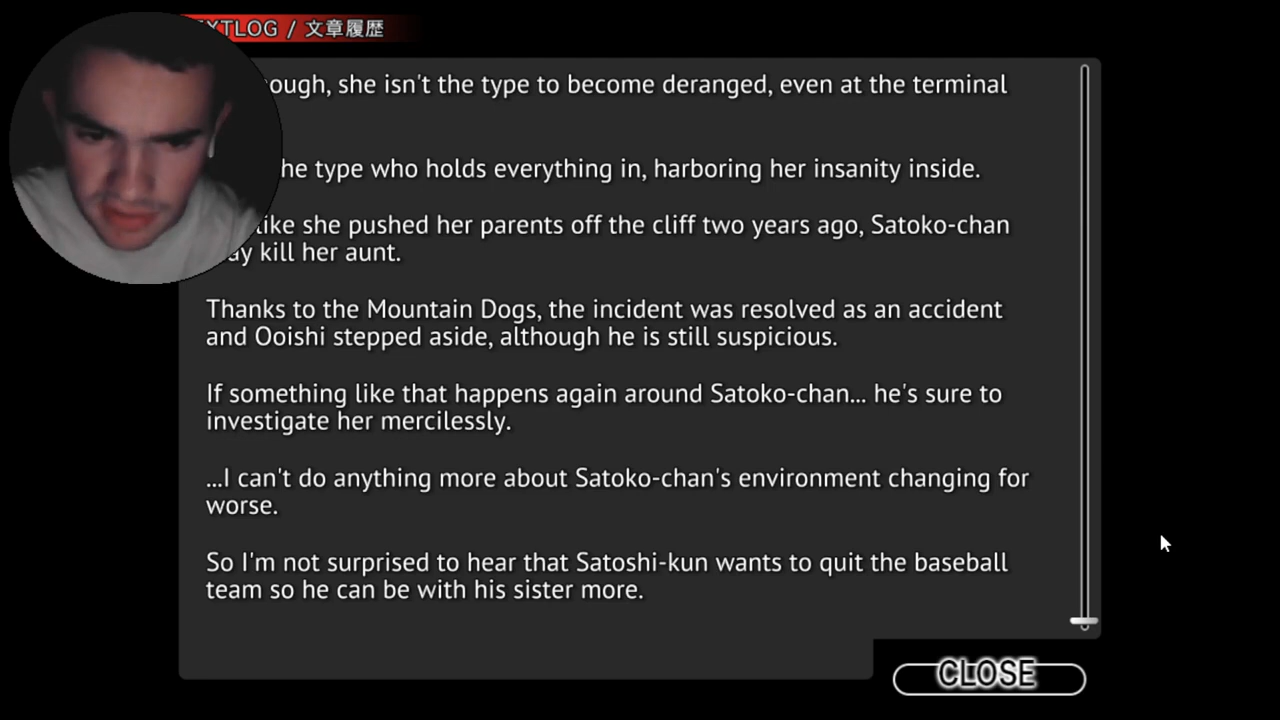 XTLOG / 文章履歴
ough, she isn't the type to become deranged, even at the terminal
he type who holds everything in, harboring her insanity inside.
like she pushed her parents off the cliff two years ago, Satoko-chan
ay kill her aunt.
Thanks to the Mountain Dogs, the incident was resolved as an accident
and Ooishi stepped aside, although he is still suspicious.
If something like that happens again around Satoko-chan... he's sure to
investigate her mercilessly.
...I can't do anything more about Satoko-chan's environment changing for
worse.
So I'm not surprised to hear that Satoshi-kun wants to quit the baseball
team so he can be with his sister more.
CLOSE